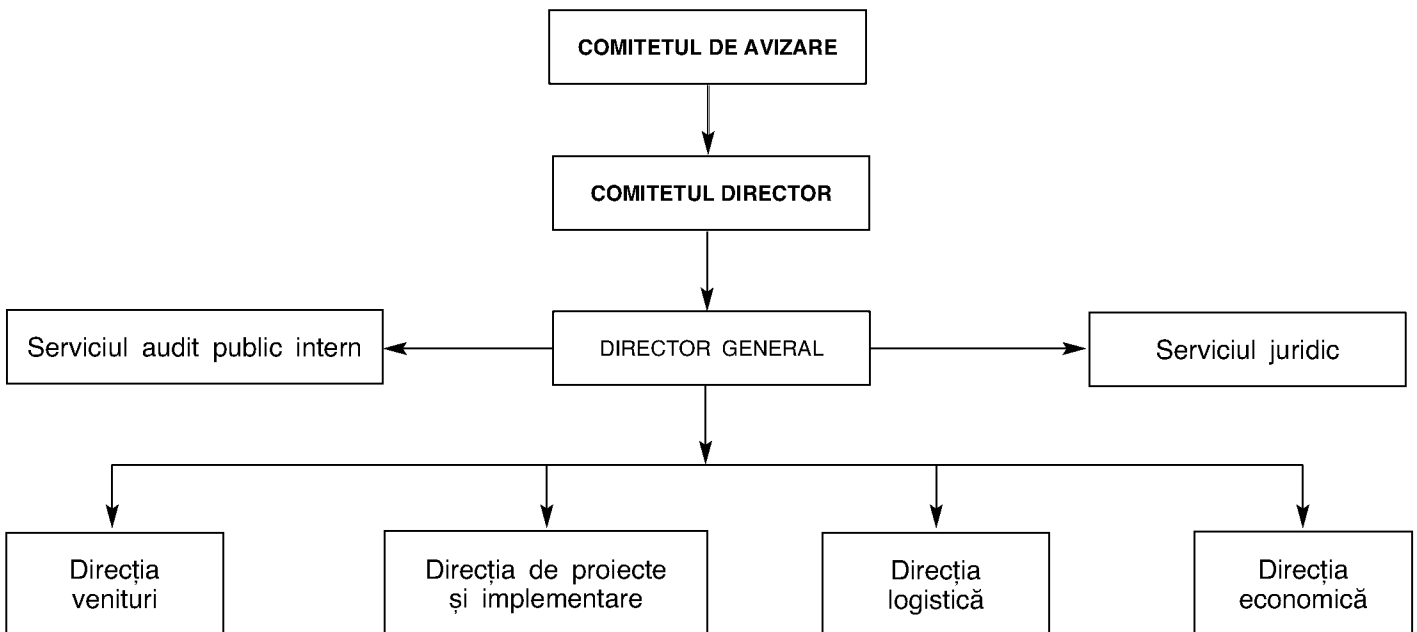 COMITETUL DE AVIZARE
COMITETUL DIRECTOR
Serviciul audit public intern
DIRECTOR GENERAL
Serviciul juridic
Direcția
venituri
Direcția de proiecte
și implementare
Direcția
logistică
Direcția
economică